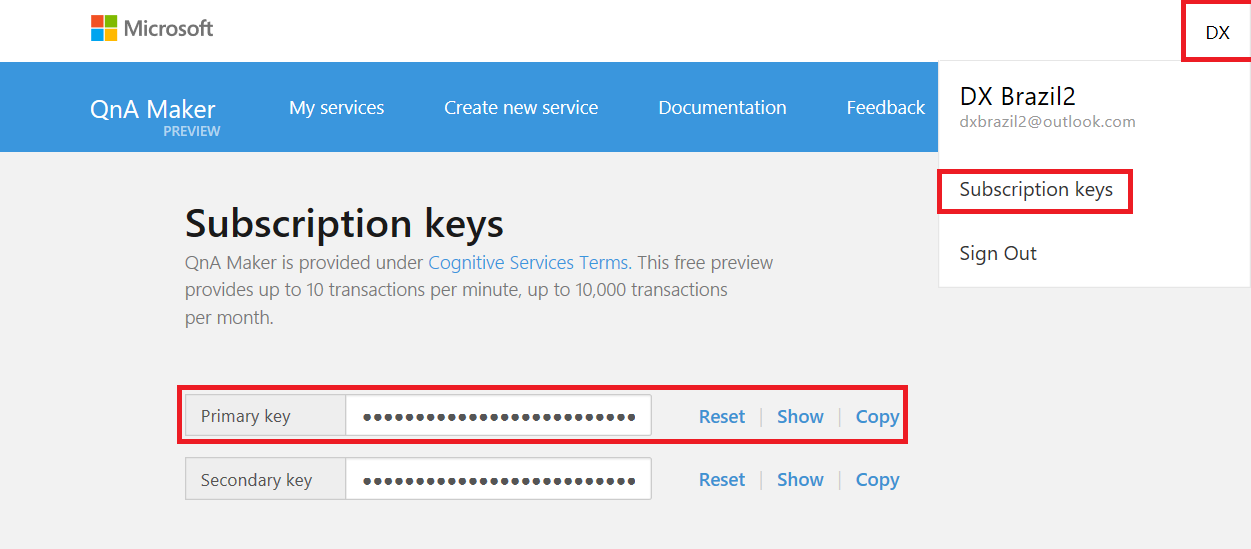 Microsoft
DX
QnA Maker
PREVIEW
My services
Create new service
Documentation
Feedback
DX Brazil2
dxbrazil2@outlook.com
Subscription keys
Sign Out
Subscription keys
QnA Maker is provided under Cognitive Services Terms. This free preview
provides up to 10 transactions per minute, up to 10,000 transactions
per month.
Primary key ●●●●●●●●●●●●●●●●●●●●●●●●●● Reset | Show | Copy
Secondary key ●●●●●●●●●●●●●●●●●●●●●●●●●● Reset | Show | Copy